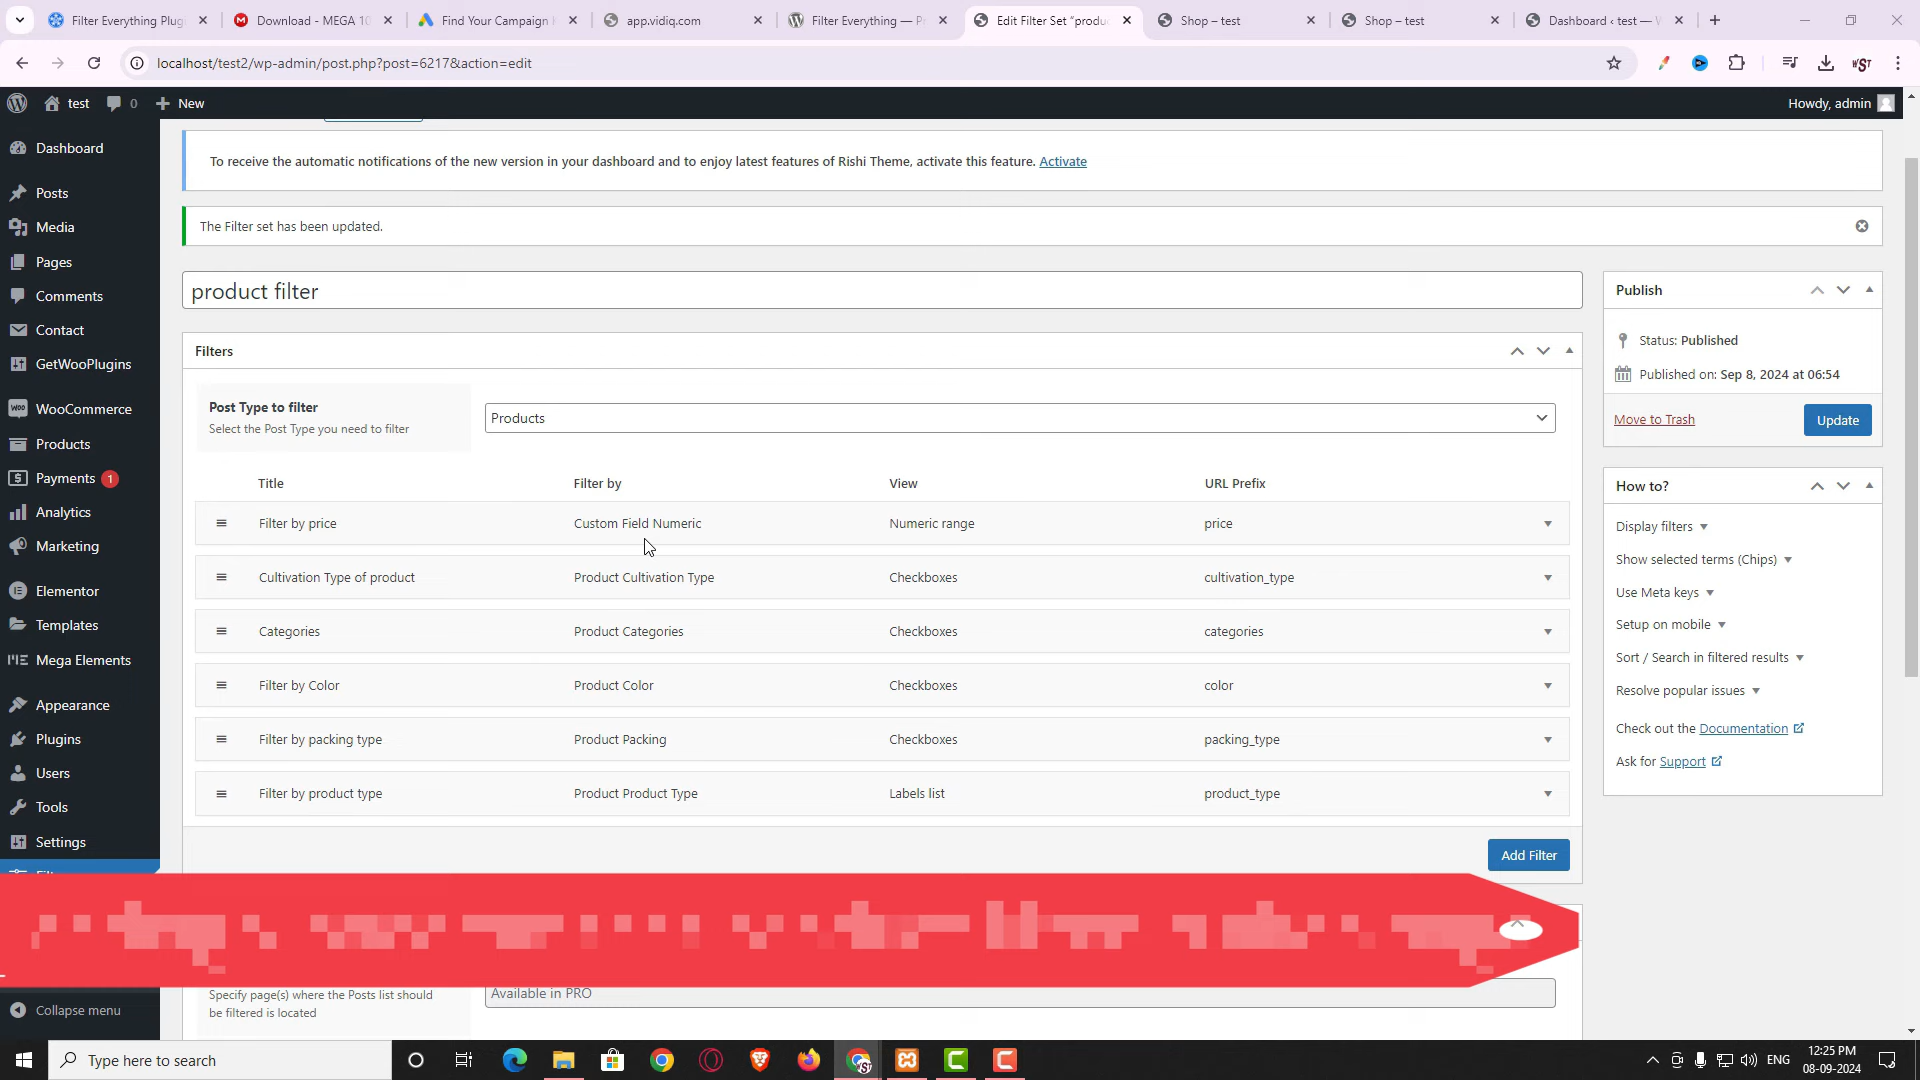 Filter Everything Plug
Download - MEGA 10
Find Your Campaign
app.vidiq.com
Filter Everything — P
Edit Filter Set "produc
Shop – test
Shop – test
Dashboard ‹ test —
localhost/test2/wp-admin/post.php?post=6217&action=edit
test
0
New
Howdy, admin
Dashboard
Posts
Media
Pages
Comments
Contact
GetWooPlugins
WooCommerce
Products
Payments 1
Analytics
Marketing
Elementor
Templates
Mega Elements
Appearance
Plugins
Users
Tools
Settings
Collapse menu
To receive the automatic notifications of the new version in your dashboard and to enjoy latest features of Rishi Theme, activate this feature. Activate
The Filter set has been updated.
product filter
Filters
Post Type to filter
Select the Post Type you need to filter
Products
Title Filter by View URL Prefix
Filter by price Custom Field Numeric Numeric range price
Cultivation Type of product Product Cultivation Type Checkboxes cultivation_type
Categories Product Categories Checkboxes categories
Filter by Color Product Color Checkboxes color
Filter by packing type Product Packing Checkboxes packing_type
Filter by product type Product Product Type Labels list product_type
Add Filter
Specify page(s) where the Posts list should
be filtered is located
Available in PRO
Publish
Status: Published
Published on: Sep 8, 2024 at 06:54
Move to Trash
Update
How to?
Display filters
Show selected terms (Chips)
Use Meta keys
Setup on mobile
Sort / Search in filtered results
Resolve popular issues
Check out the Documentation
Ask for Support
Type here to search
ENG
12:25 PM
08-09-2024